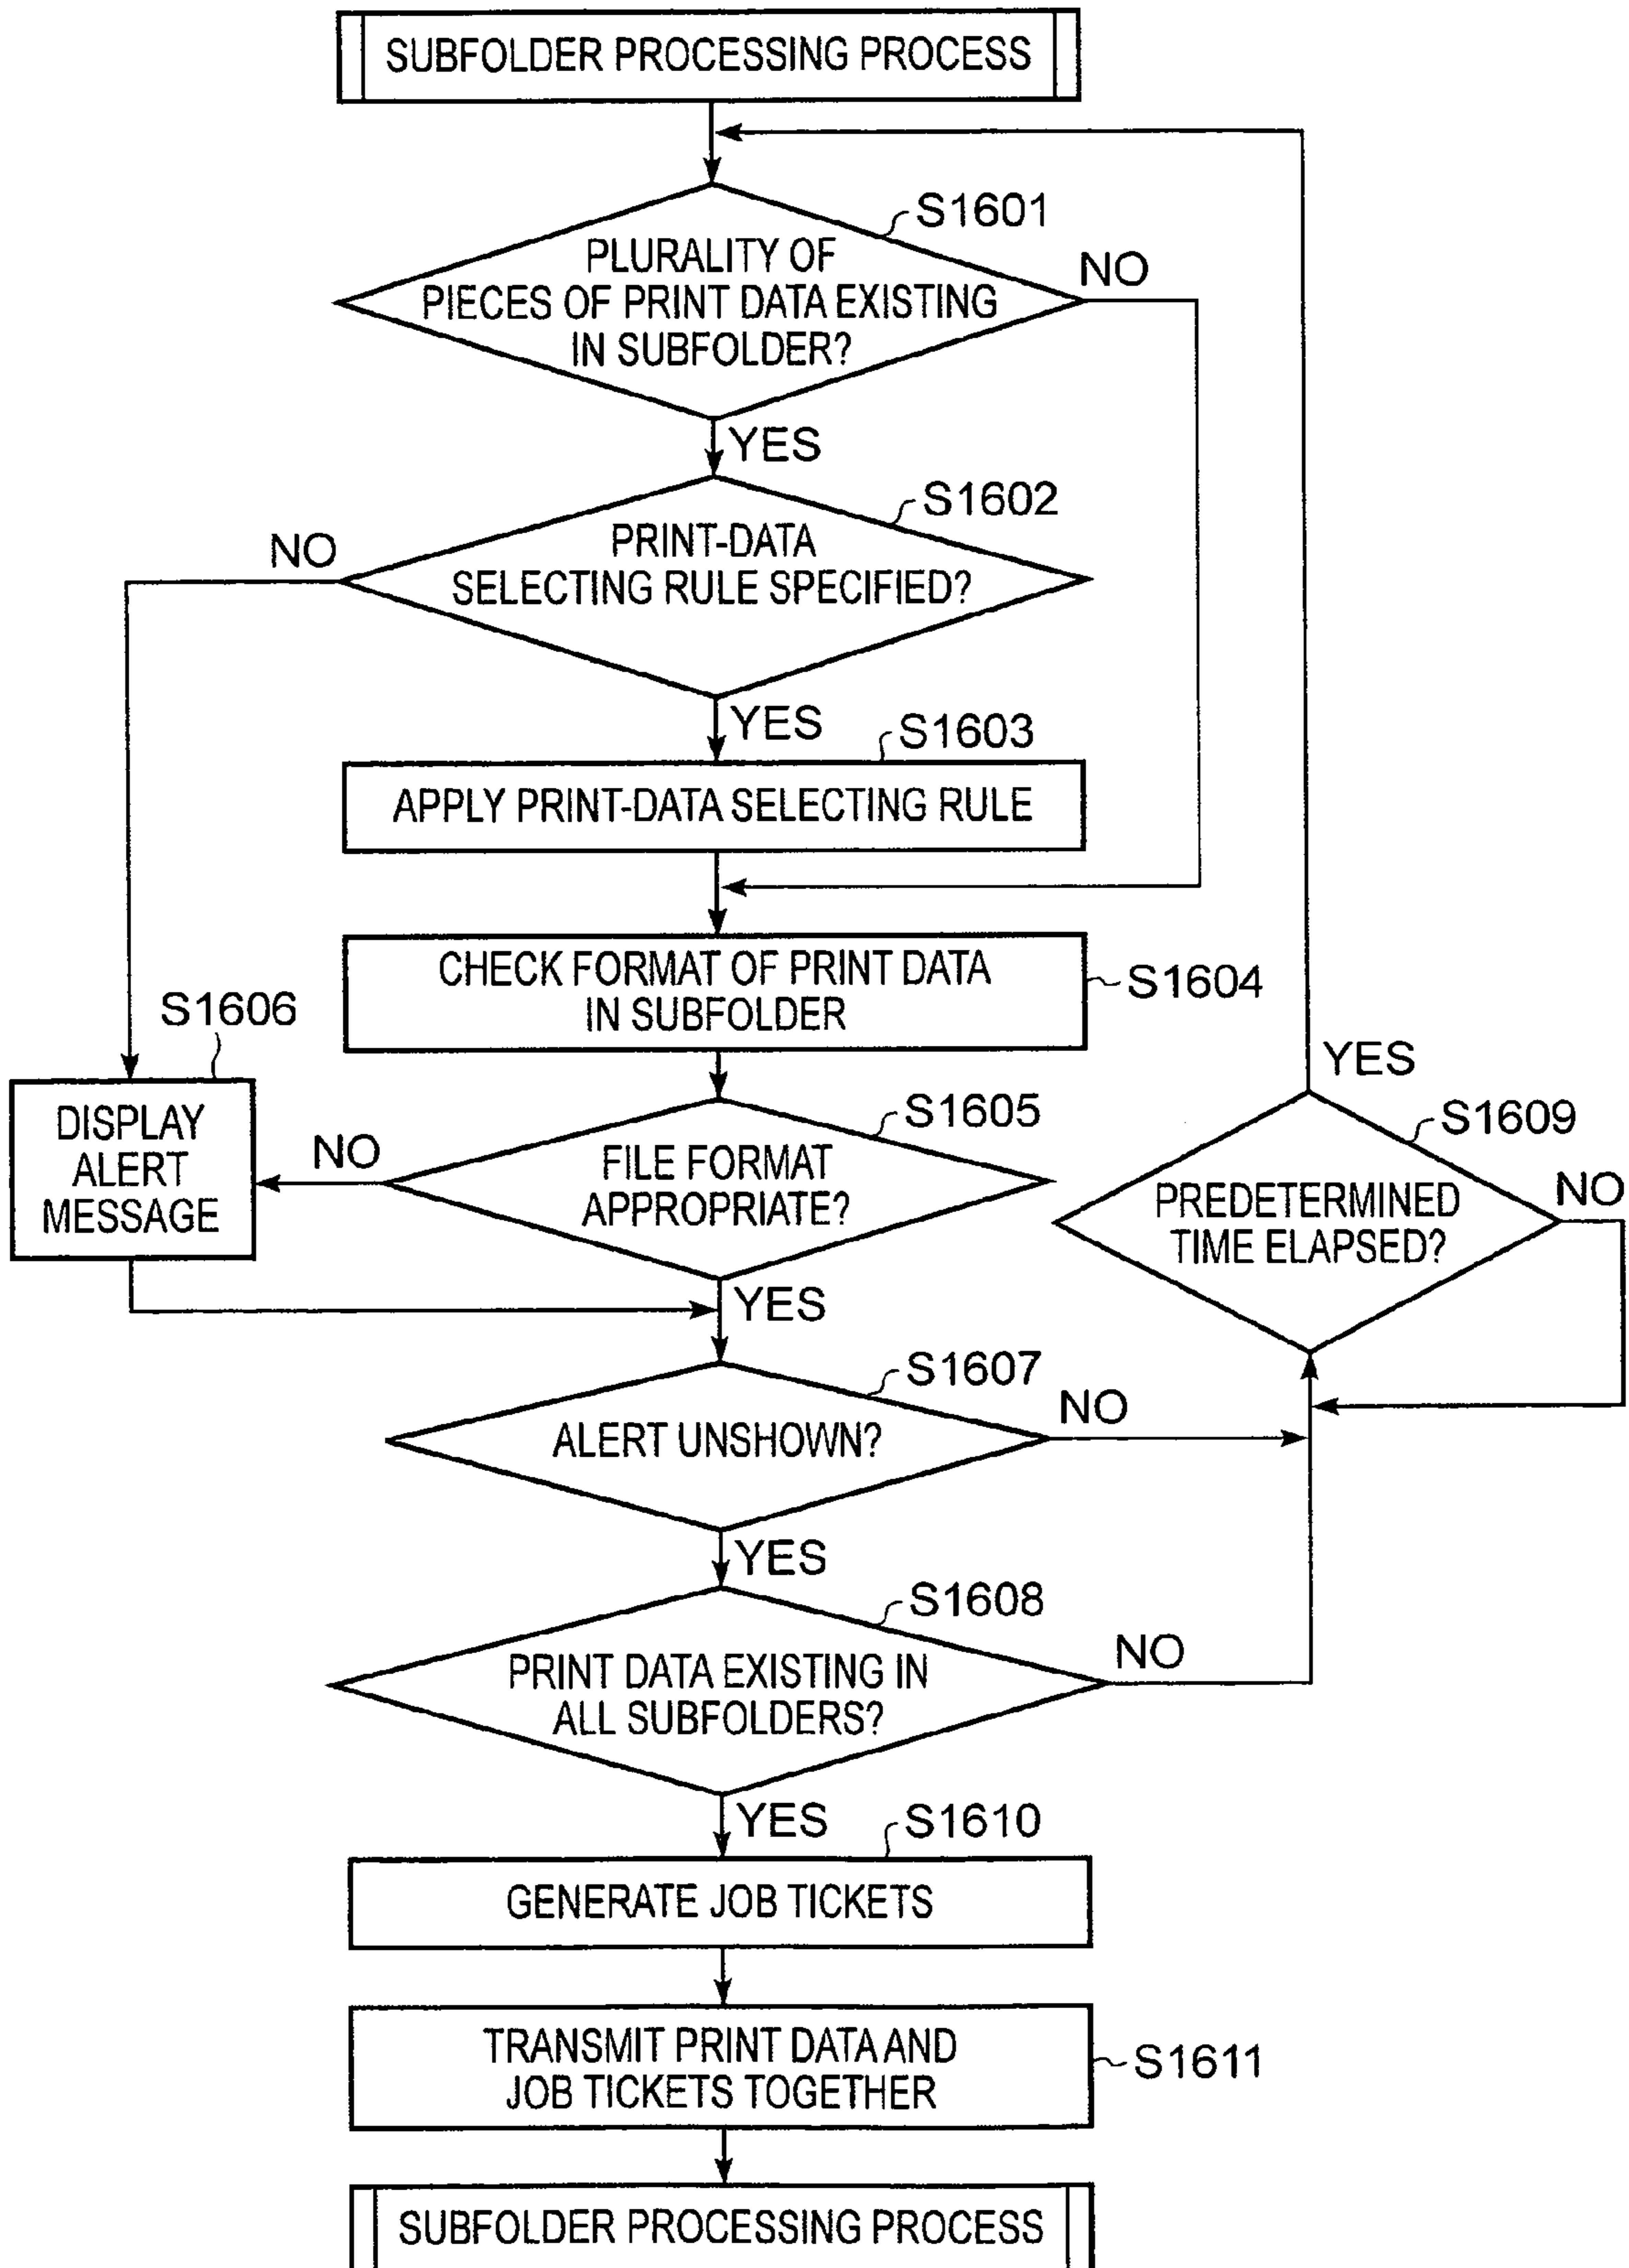 SUBFOLDER PROCESSING PROCESS
S1601
PLURALITY OF
PIECES OF PRINT DATA EXISTING
IN SUBFOLDER?
NO
YES
S1602
PRINT-DATA
SELECTING RULE SPECIFIED?
NO
YES
S1603
APPLY PRINT-DATA SELECTING RULE
CHECK FORMAT OF PRINT DATA
IN SUBFOLDER
S1604
S1606
DISPLAY
ALERT
MESSAGE
S1605
FILE FORMAT
APPROPRIATE?
NO
YES
YES
S1609
PREDETERMINED
TIME ELAPSED?
NO
S1607
ALERT UNSHOWN?
NO
YES
S1608
PRINT DATA EXISTING IN
ALL SUBFOLDERS?
NO
YES
S1610
GENERATE JOB TICKETS
TRANSMIT PRINT DATA AND
JOB TICKETS TOGETHER
S1611
SUBFOLDER PROCESSING PROCESS